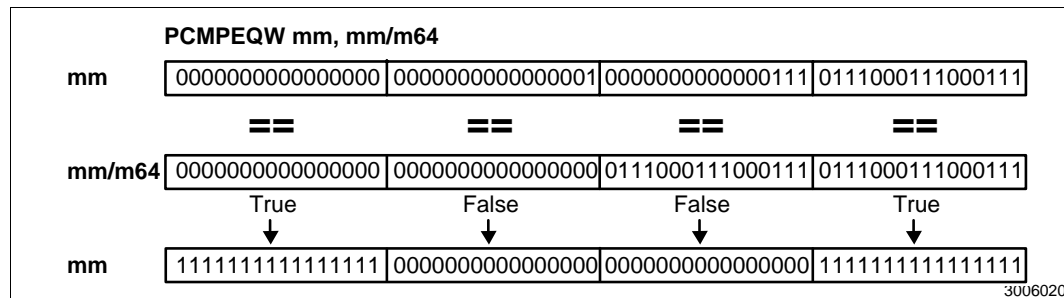 PCMPEQW mm, mm/m64
mm 0000000000000000 0000000000000001 0000000000000111 0111000111000111
== == == ==
mm/m64 0000000000000000 0000000000000000 0111000111000111 0111000111000111
True False False True
mm 1111111111111111 0000000000000000 0000000000000000 1111111111111111
3006020